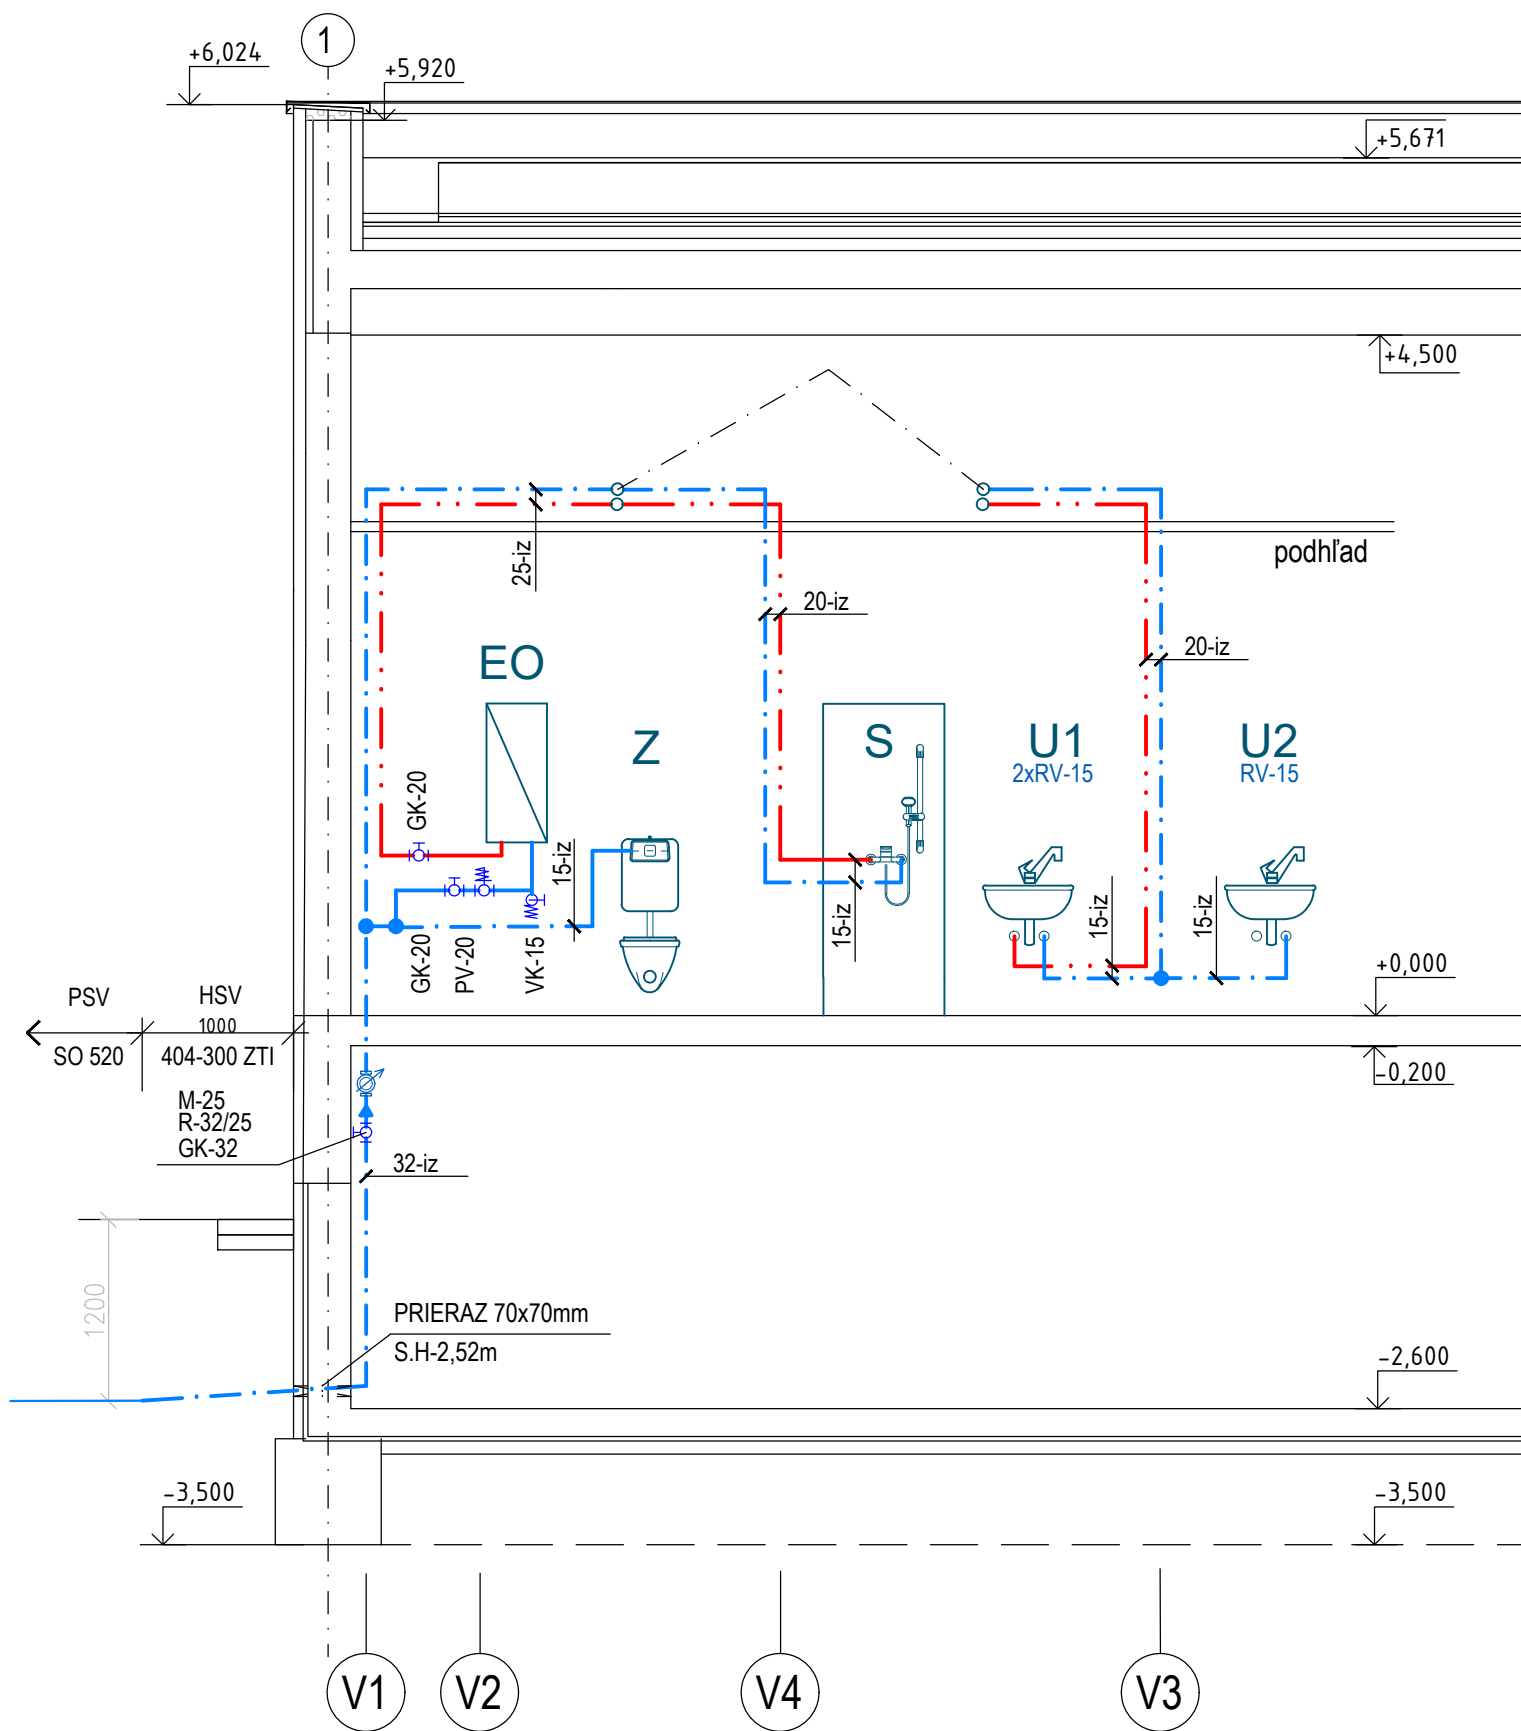 1
+6,024
+5,920
+5,671
+4,500
podhľad
25-iz
20-iz
20-iz
EO
Z
S
U1
2xRV-15
U2
RV-15
GK-20
15-iz
15-iz
15-iz
15-iz
GK-20
PV-20
VK-15
+0,000
PSV
HSV
1000
SO 520
404-300 ZTI
-0,200
M-25
R-32/25
GK-32
32-iz
1200
PRIERAZ 70x70mm
S.H-2,52m
-2,600
-3,500
-3,500
V1
V2
V4
V3